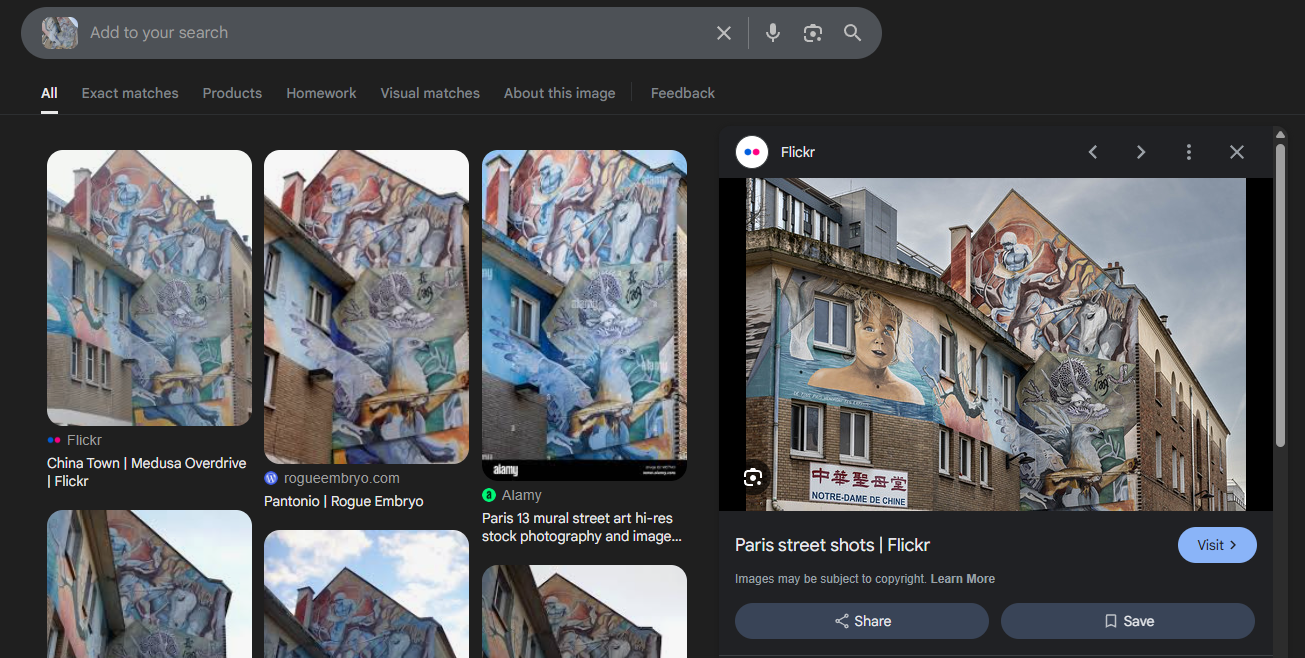 Add to your search
All
Exact matches
Products
Homework
Visual matches
About this image
Feedback
Flickr
China Town | Medusa Overdrive
| Flickr
rogueembryo.com
Pantonio | Rogue Embryo
alamy
Alamy
Paris 13 mural street art hi-res
stock photography and image...
Flickr
中華聖母堂
NOTRE-DAME DE CHINE
Paris street shots | Flickr
Visit
Images may be subject to copyright. Learn More
Share
Save